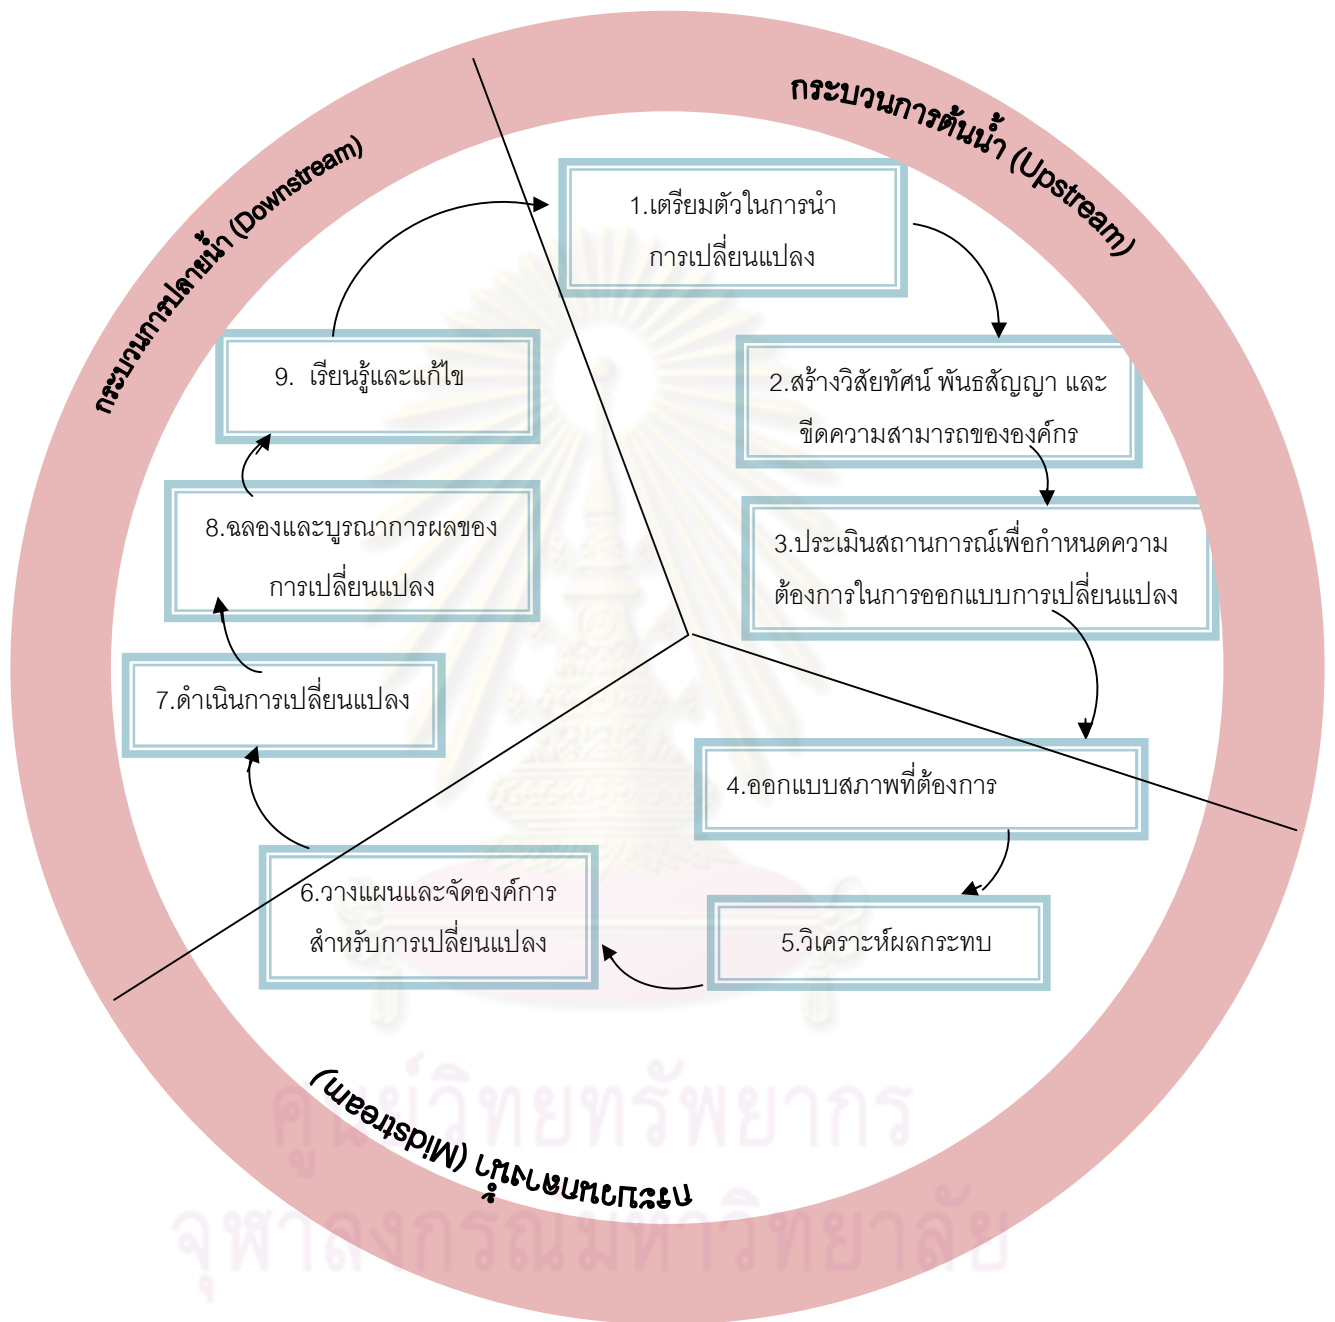 กระบวนการต้นน้ำ (Upstream)
1.เตรียมตัวในการนำ
การเปลี่ยนแปลง
2.สร้างวิสัยทัศน์ พันธสัญญา และ
ขีดความสามารถขององค์กร
3.ประเมินสถานการณ์เพื่อกำหนดความ
ต้องการในการออกแบบการเปลี่ยนแปลง
4.ออกแบบสภาพที่ต้องการ
5.วิเคราะห์ผลกระทบ
6.วางแผนและจัดองค์การ
สำหรับการเปลี่ยนแปลง
กระบวนกลางน้ำ (Midstream)
7.ดำเนินการเปลี่ยนแปลง
8.ฉลองและบูรณาการผลของ
การเปลี่ยนแปลง
9. เรียนรู้และแก้ไข
กระบวนการปลายน้ำ (Downstream)
ศูนย์วิทยทรัพยากร
จุฬาลงกรณ์มหาวิทยาลัย